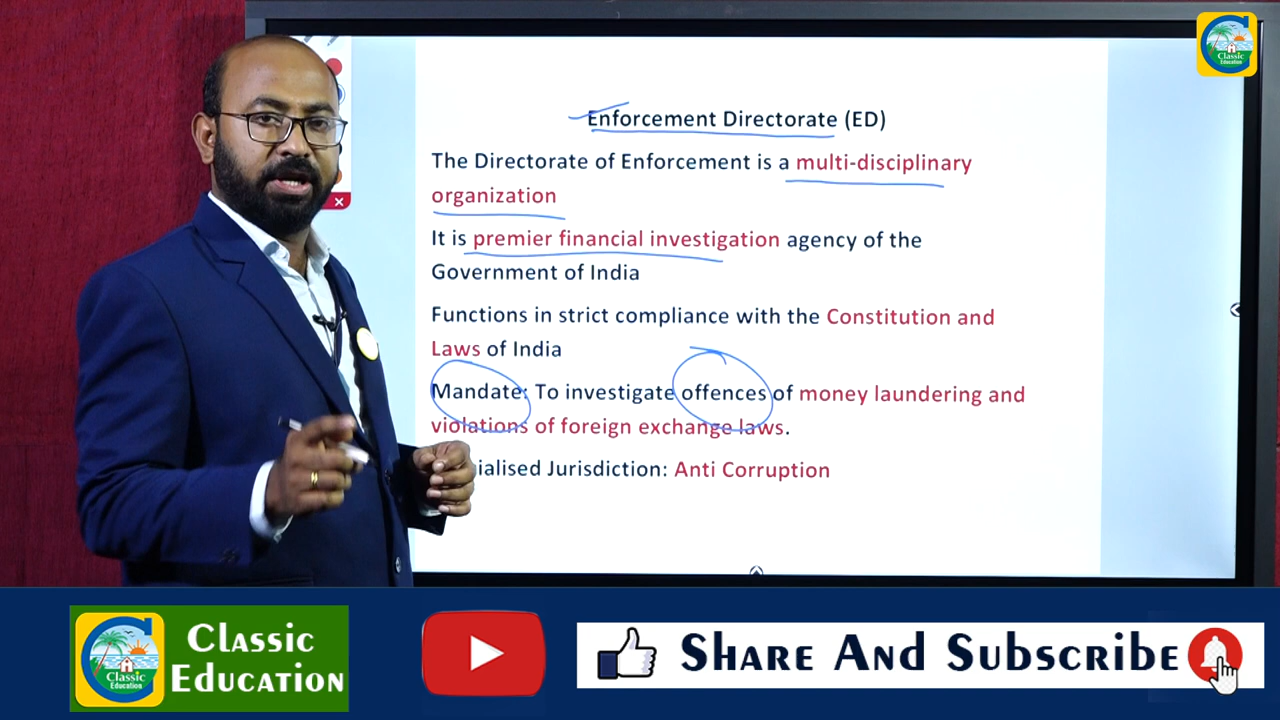 Classic
Education
Enforcement Directorate (ED)
The Directorate of Enforcement is a multi-disciplinary
organization
It is premier financial investigation agency of the
Government of India
Functions in strict compliance with the Constitution and
Laws of India
Mandate: To investigate offences of money laundering and
violations of foreign exchange laws.
ialised Jurisdiction: Anti Corruption
Classic
Education
Classic
Education
Share And Subscribe